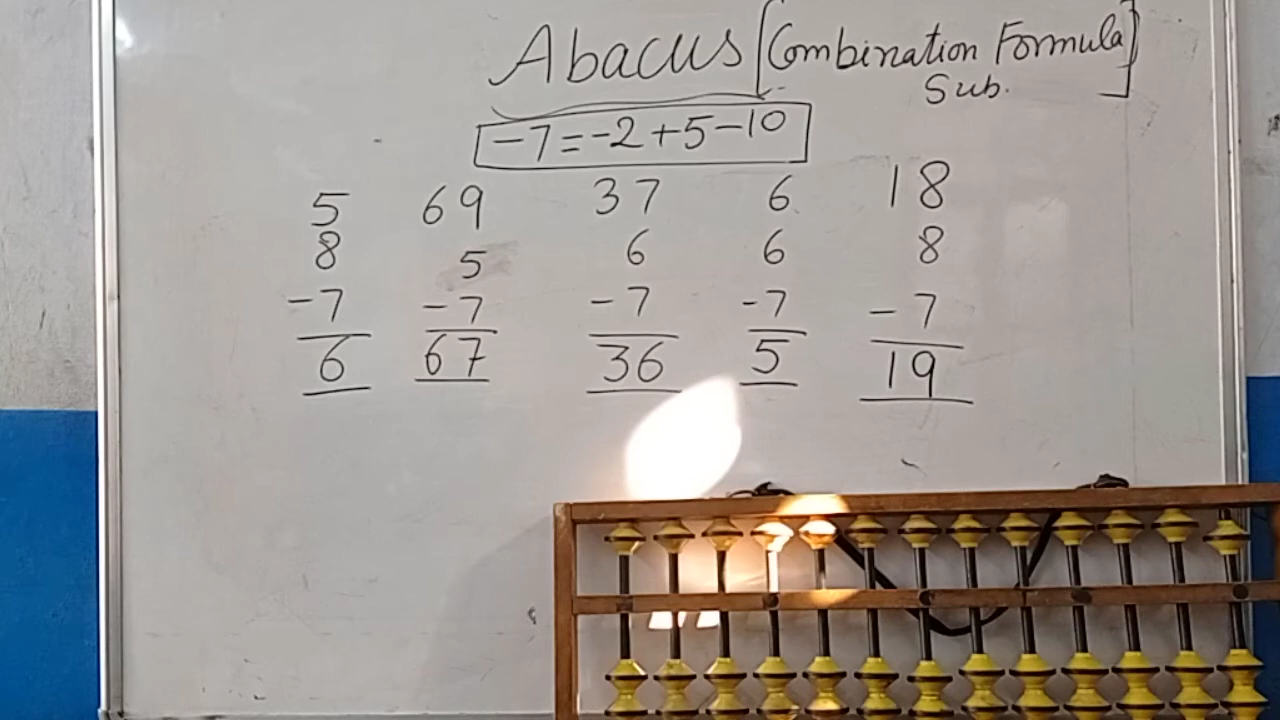 Abacus [Combination Formula]
Sub.
-7=-2+5-10
5 69 37 6 18
8 5 6 6 8
-7 -7 -7 -7 -7
6 67 36 5 19